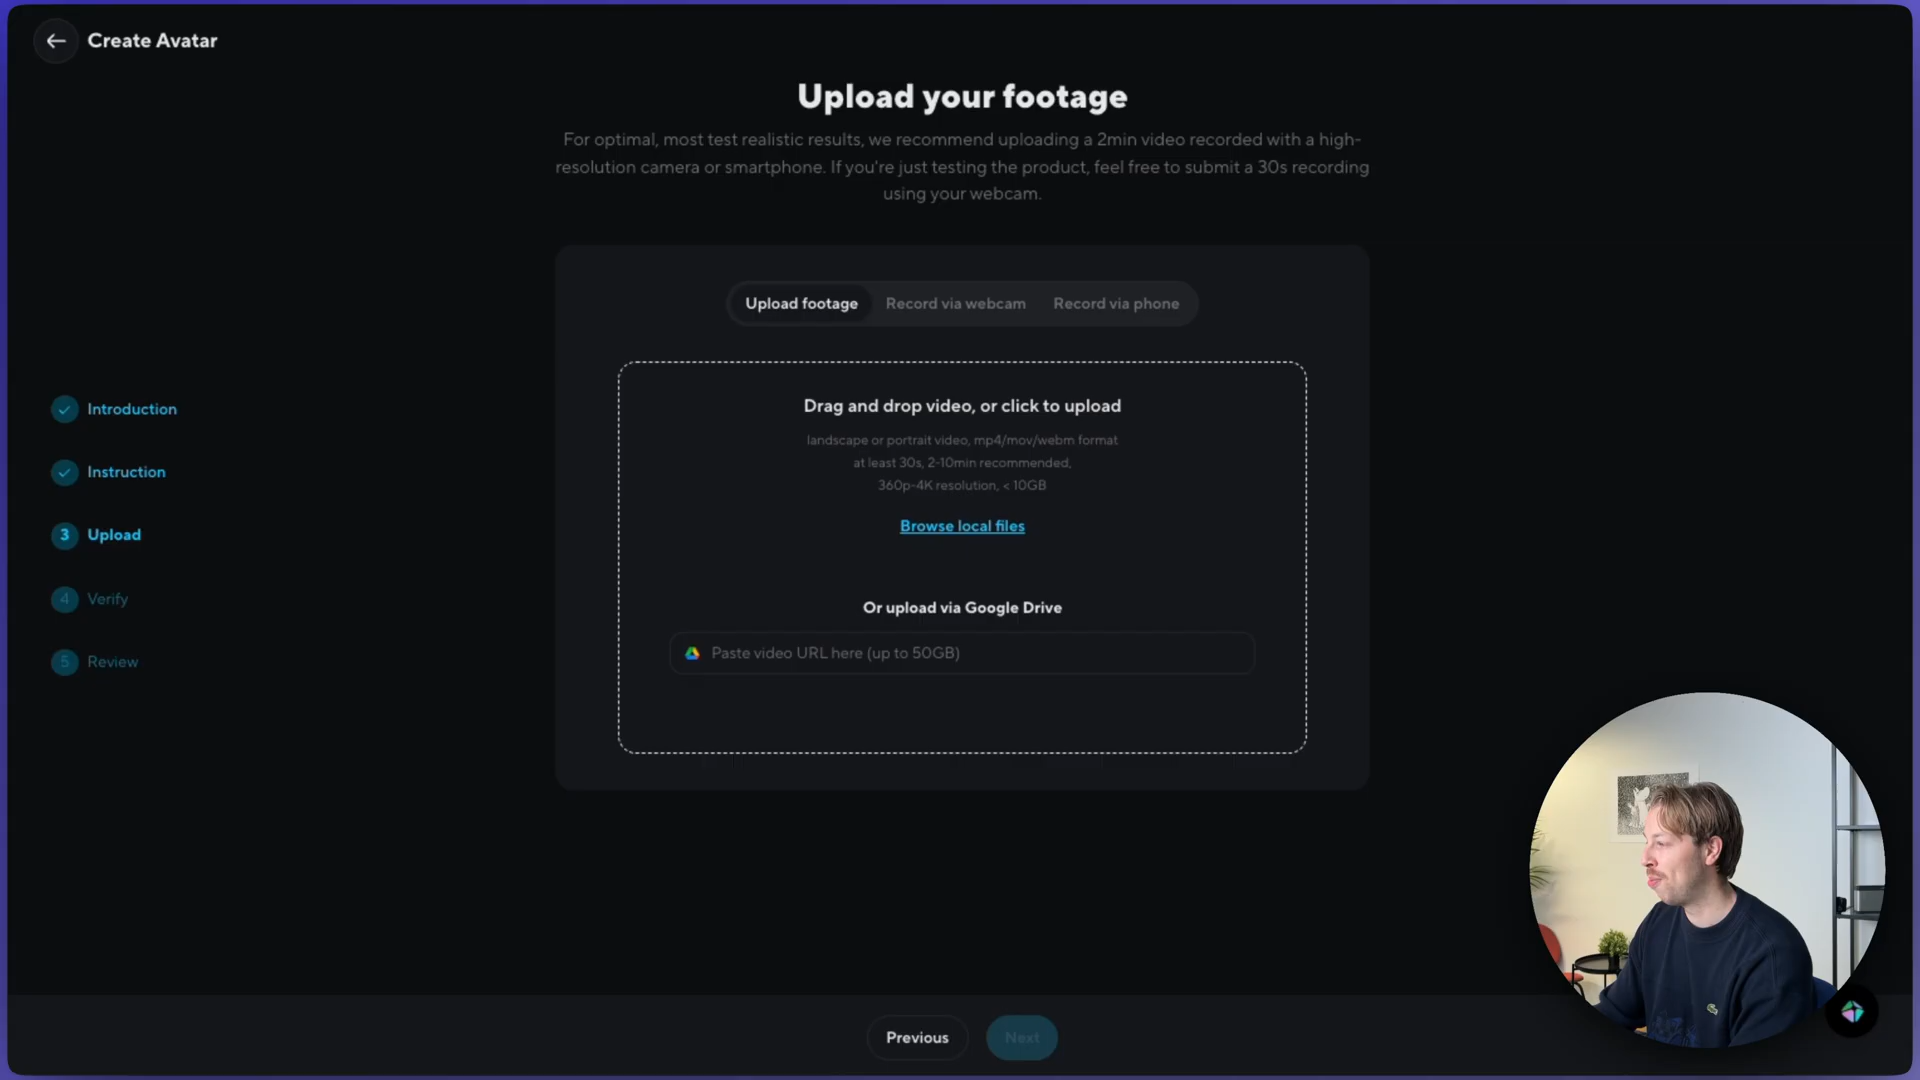 Create Avatar
Upload your footage
For optimal, most test realistic results, we recommend uploading a 2min video recorded with a high-
resolution camera or smartphone. If you're just testing the product, feel free to submit a 30s recording
using your webcam.
Upload footage
Record via webcam
Record via phone
Drag and drop video, or click to upload
landscape or portrait video, mp4/mov/webm format
at least 30s, 2-10min recommended,
360p-4K resolution, < 10GB
Browse local files
Or upload via Google Drive
Paste video URL here (up to 50GB)
Introduction
Instruction
3 Upload
4 Verify
5 Review
Previous
Next